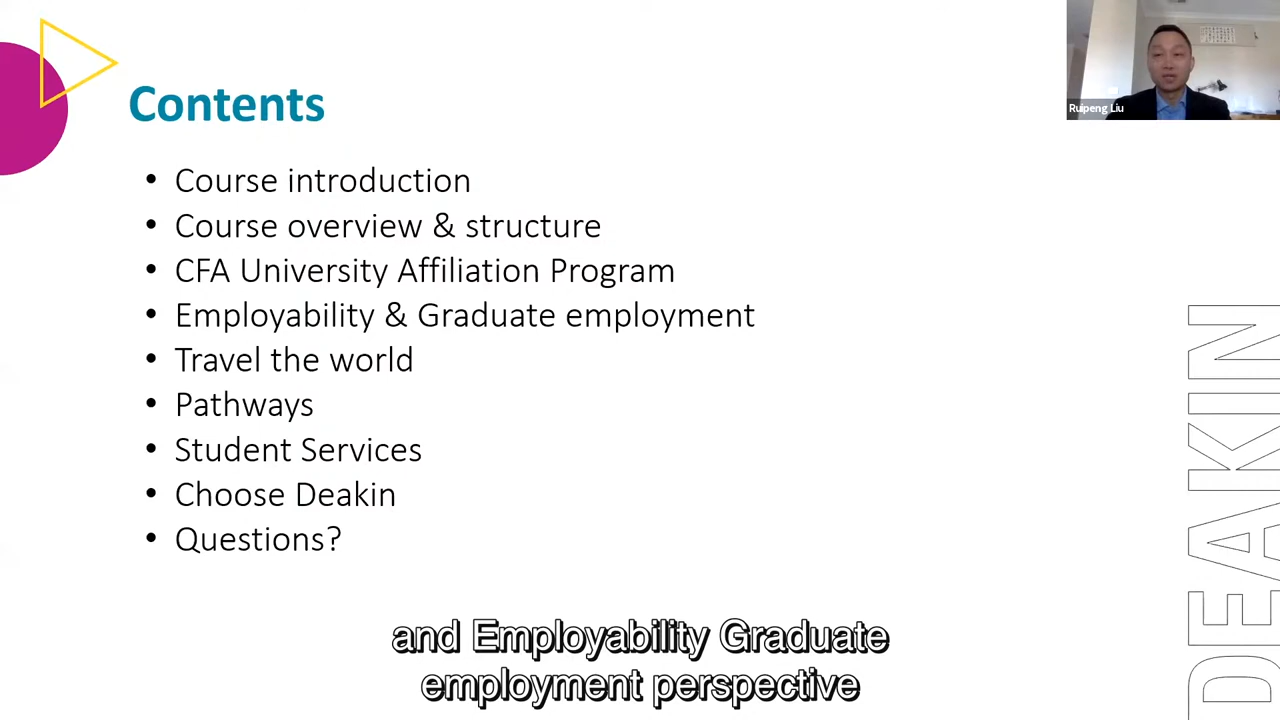 Contents
• Course introduction
• Course overview & structure
• CFA University Affiliation Program
• Employability & Graduate employment
• Travel the world
• Pathways
• Student Services
• Choose Deakin
• Questions?
Ruipeng Liu
DEAKIN
and Employability Graduate
employment perspective